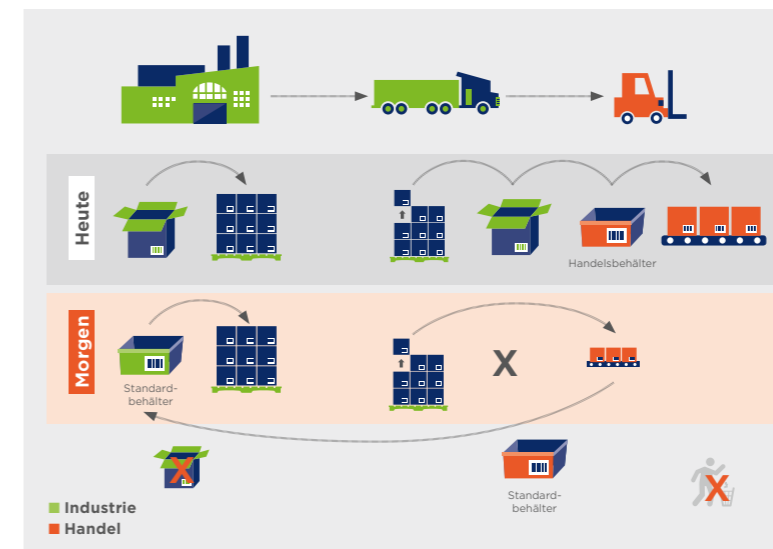 Heute
Handelsbehälter
Morgen
Standard-
behälter
X
X
X
Standard-
behälter
Industrie
Handel